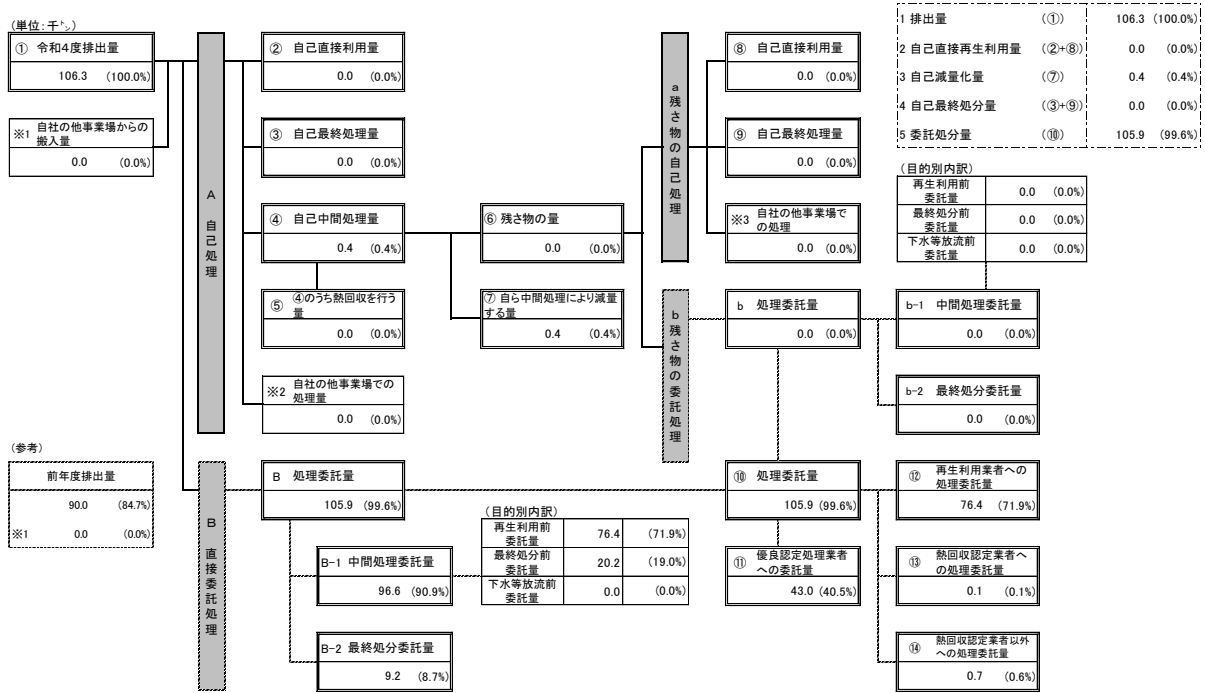 (単位:千㌧)
① 令和4度排出量
106.3 (100.0%)
※1 自社の他事業場からの
搬入量
0.0 (0.0%)
A 自己処理
② 自己直接利用量
0.0 (0.0%)
③ 自己最終処理量
0.0 (0.0%)
④ 自己中間処理量
0.4 (0.4%)
⑤ ④のうち熱回収を行う
量
0.0 (0.0%)
※2 自社の他事業場での
処理量
0.0 (0.0%)
⑥ 残さ物の量
0.0 (0.0%)
⑦ 自ら中間処理により減量
する量
0.4 (0.4%)
a 残さ物の自己処理
⑧ 自己直接利用量
0.0 (0.0%)
⑨ 自己最終処理量
0.0 (0.0%)
※3 自社の他事業場で
の処理
0.0 (0.0%)
b 残さ物の委託処理
b 処理委託量
0.0 (0.0%)
1 排出量 (①) 106.3 (100.0%)
2 自己直接再生利用量 (②+⑧) 0.0 (0.0%)
3 自己減量化量 (⑦) 0.4 (0.4%)
4 自己最終処分量 (③+⑨) 0.0 (0.0%)
5 委託処分量 (⑩) 105.9 (99.6%)
(目的別内訳)
再生利用前
委託量 0.0 (0.0%)
最終処分前
委託量 0.0 (0.0%)
下水等放流前
委託量 0.0 (0.0%)
b-1 中間処理委託量
0.0 (0.0%)
b-2 最終処分委託量
0.0 (0.0%)
(参考)
前年度排出量
90.0 (84.7%)
※1 0.0 (0.0%)
B 直接委託処理
B 処理委託量
105.9 (99.6%)
B-1 中間処理委託量
96.6 (90.9%)
B-2 最終処分委託量
9.2 (8.7%)
(目的別内訳)
再生利用前
委託量 76.4 (71.9%)
最終処分前
委託量 20.2 (19.0%)
下水等放流前
委託量 0.0 (0.0%)
⑩ 処理委託量
105.9 (99.6%)
⑪ 優良認定処理業者
への委託量
43.0 (40.5%)
⑫ 再生利用業者への
処理委託量
76.4 (71.9%)
⑬ 熱回収認定業者へ
の処理委託量
0.1 (0.1%)
⑭ 熱回収認定業者以外
への処理委託量
0.7 (0.6%)